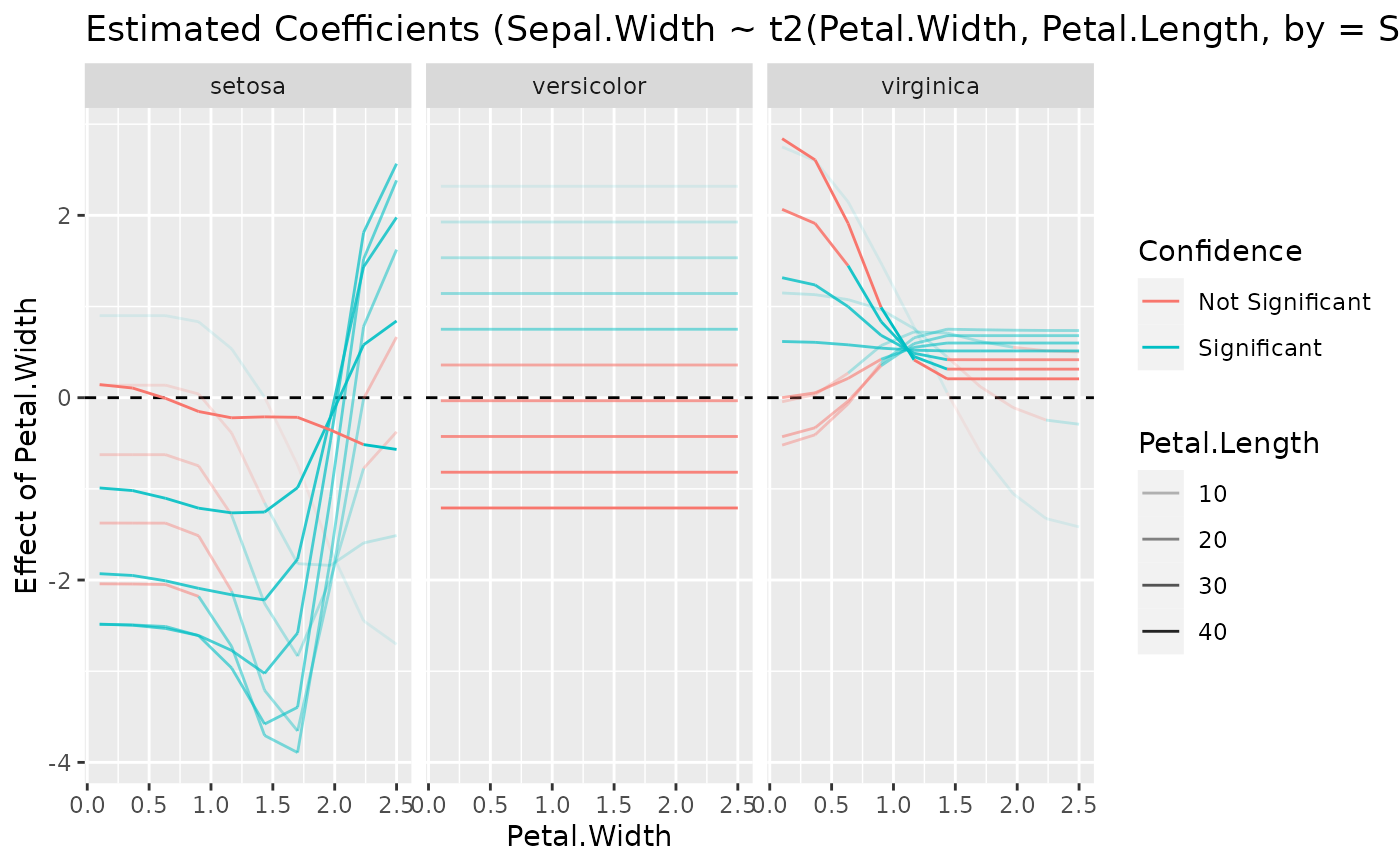 Estimated Coefficients (Sepal.Width ~ t2(Petal.Width, Petal.Length, by = S
setosa versicolor virginica
Effect of Petal.Width
2
0
-2
-4
0.0 0.5 1.0 1.5 2.0 2.5 0.0 0.5 1.0 1.5 2.0 2.5 0.0 0.5 1.0 1.5 2.0 2.5
Petal.Width
Confidence
Not Significant
Significant
Petal.Length
10
20
30
40